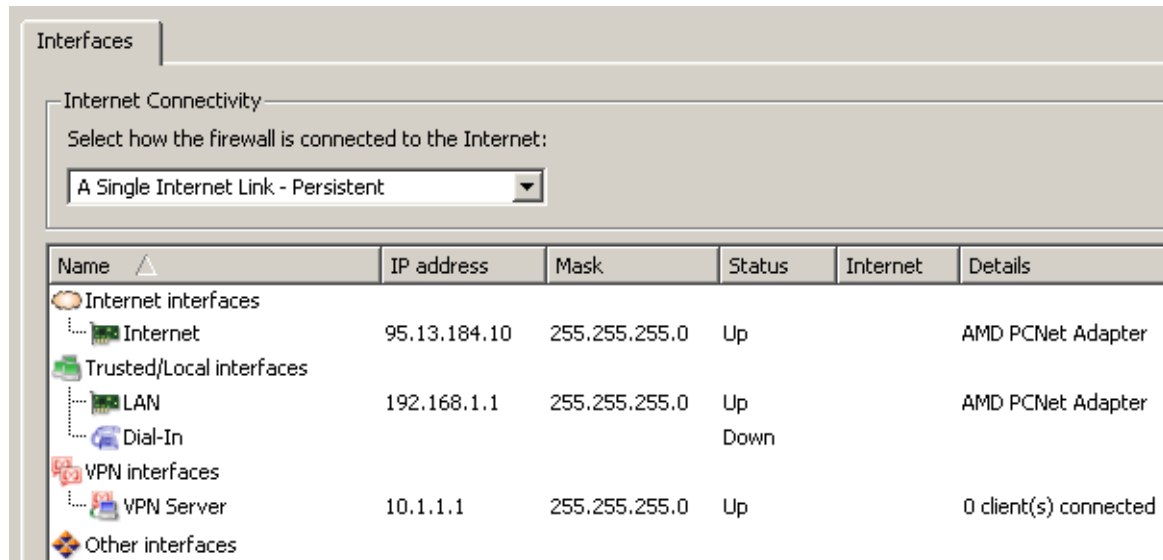 Interfaces
Internet Connectivity
Select how the firewall is connected to the Internet:
A Single Internet Link - Persistent
Name IP address Mask Status Internet Details
Internet interfaces
Internet 95.13.184.10 255.255.255.0 Up AMD PCNet Adapter
Trusted/Local interfaces
LAN 192.168.1.1 255.255.255.0 Up AMD PCNet Adapter
Dial-In Down
VPN interfaces
VPN Server 10.1.1.1 255.255.255.0 Up 0 client(s) connected
Other interfaces